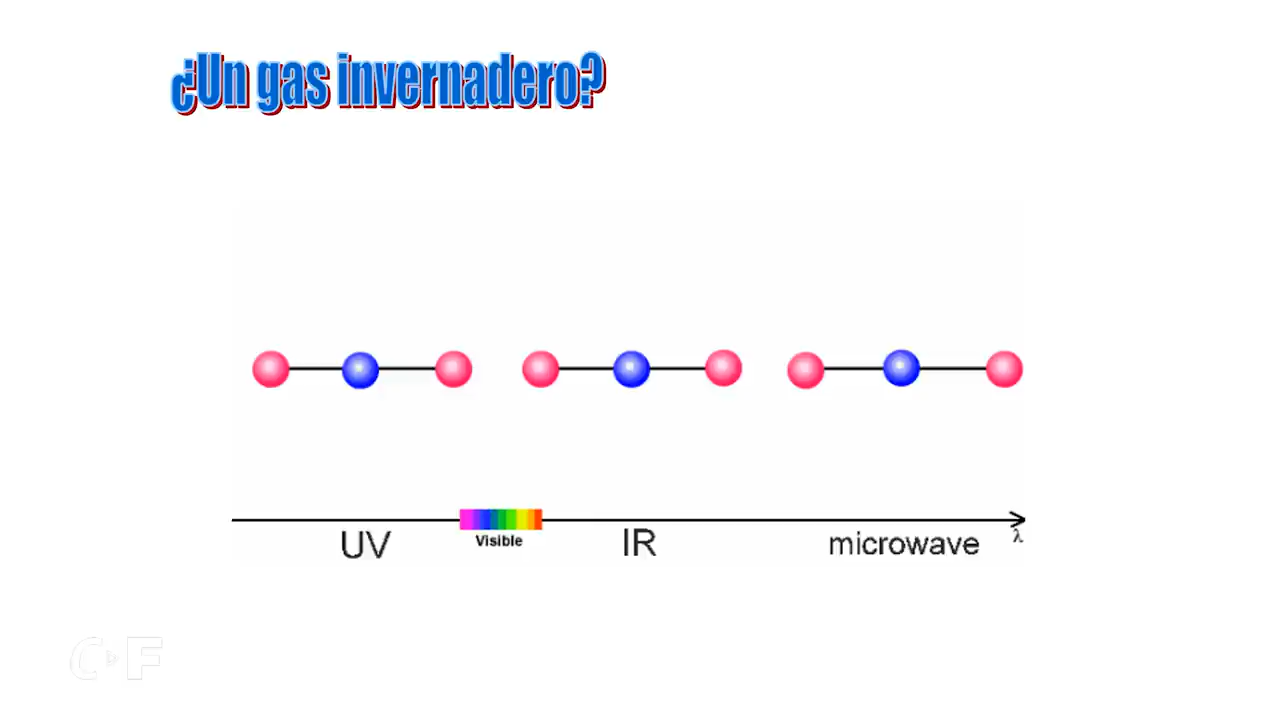 ¿Un gas invernadero?
UV
Visible
IR
microwave
λ
C F